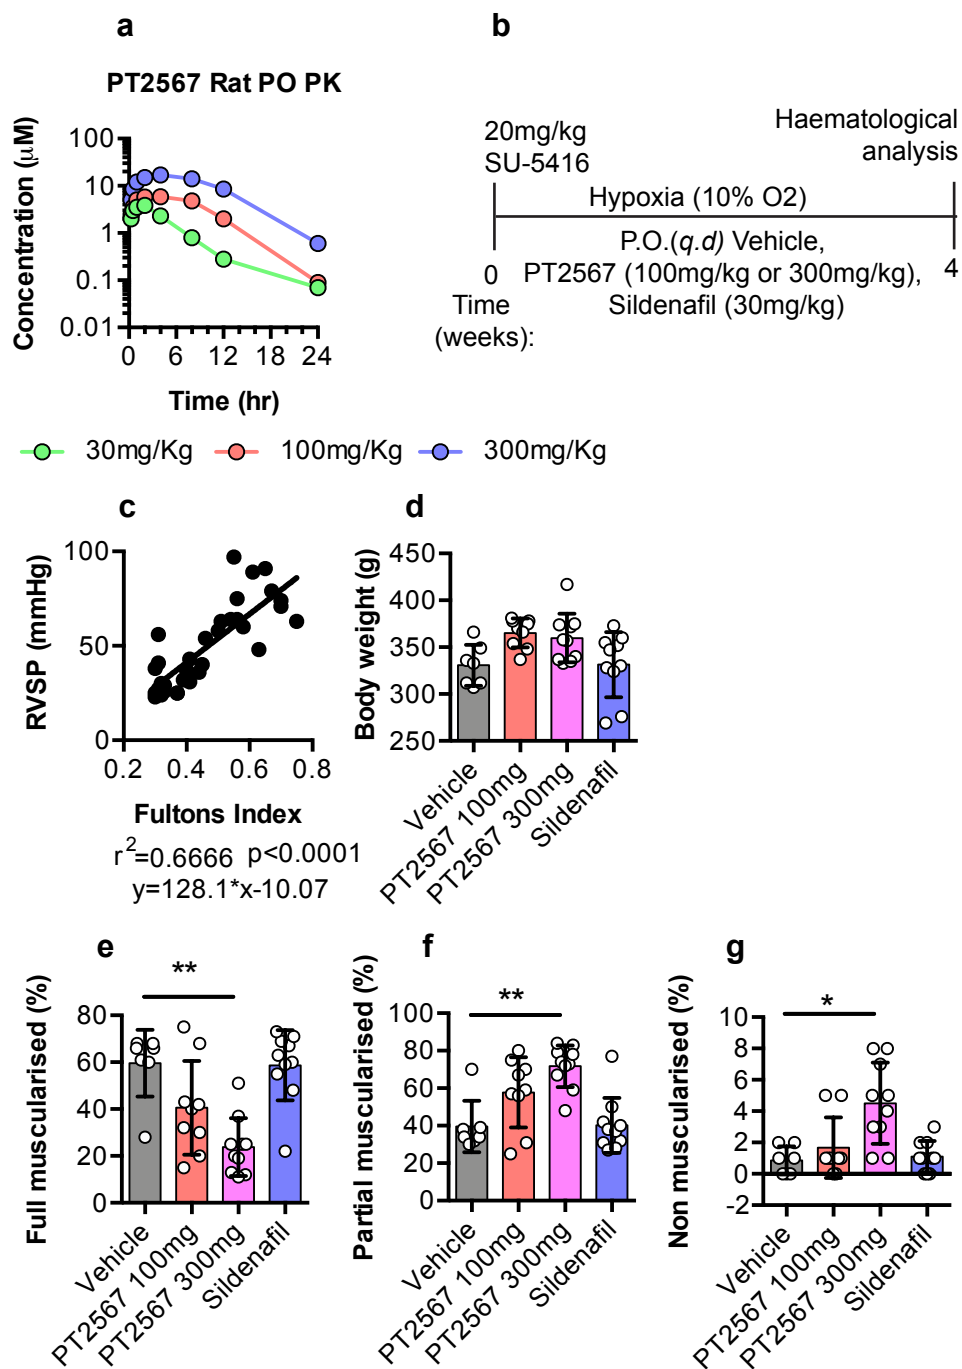 a
PT2567 Rat PO PK
Concentration (µM)
100
10
1
0.1
0.01
0
6
12
24
Time (hr)
30mg/Kg
100mg/Kg
300mg/Kg
b
20mg/kg
SU-5416
Haematological
analysis
Hypoxia (10% O2)
P.O.(q.d) Vehicle,
PT2567 (100mg/kg or 300mg/kg),
Sildenafil (30mg/kg)
0
4
Time
(weeks):
c
RVSP (mmHg)
100
50
0
0.2
0.4
0.6
0.8
Fultons Index
r²=0.6666 p<0.0001
y=128.1*x-10.07
d
Body weight (g)
450
400
350
300
250
Vehicle
PT2567 100mg
PT2567 300mg
Sildenafil
e
Full muscularised (%)
80
60
40
20
0
**
Vehicle
PT2567 100mg
PT2567 300mg
Sildenafil
f
Partial muscularised (%)
100
80
60
40
20
0
**
Vehicle
PT2567 100mg
PT2567 300mg
Sildenafil
g
Non muscularised (%)
10
8
6
4
2
0
-2
*
Vehicle
PT2567 100mg
PT2567 300mg
Sildenafil